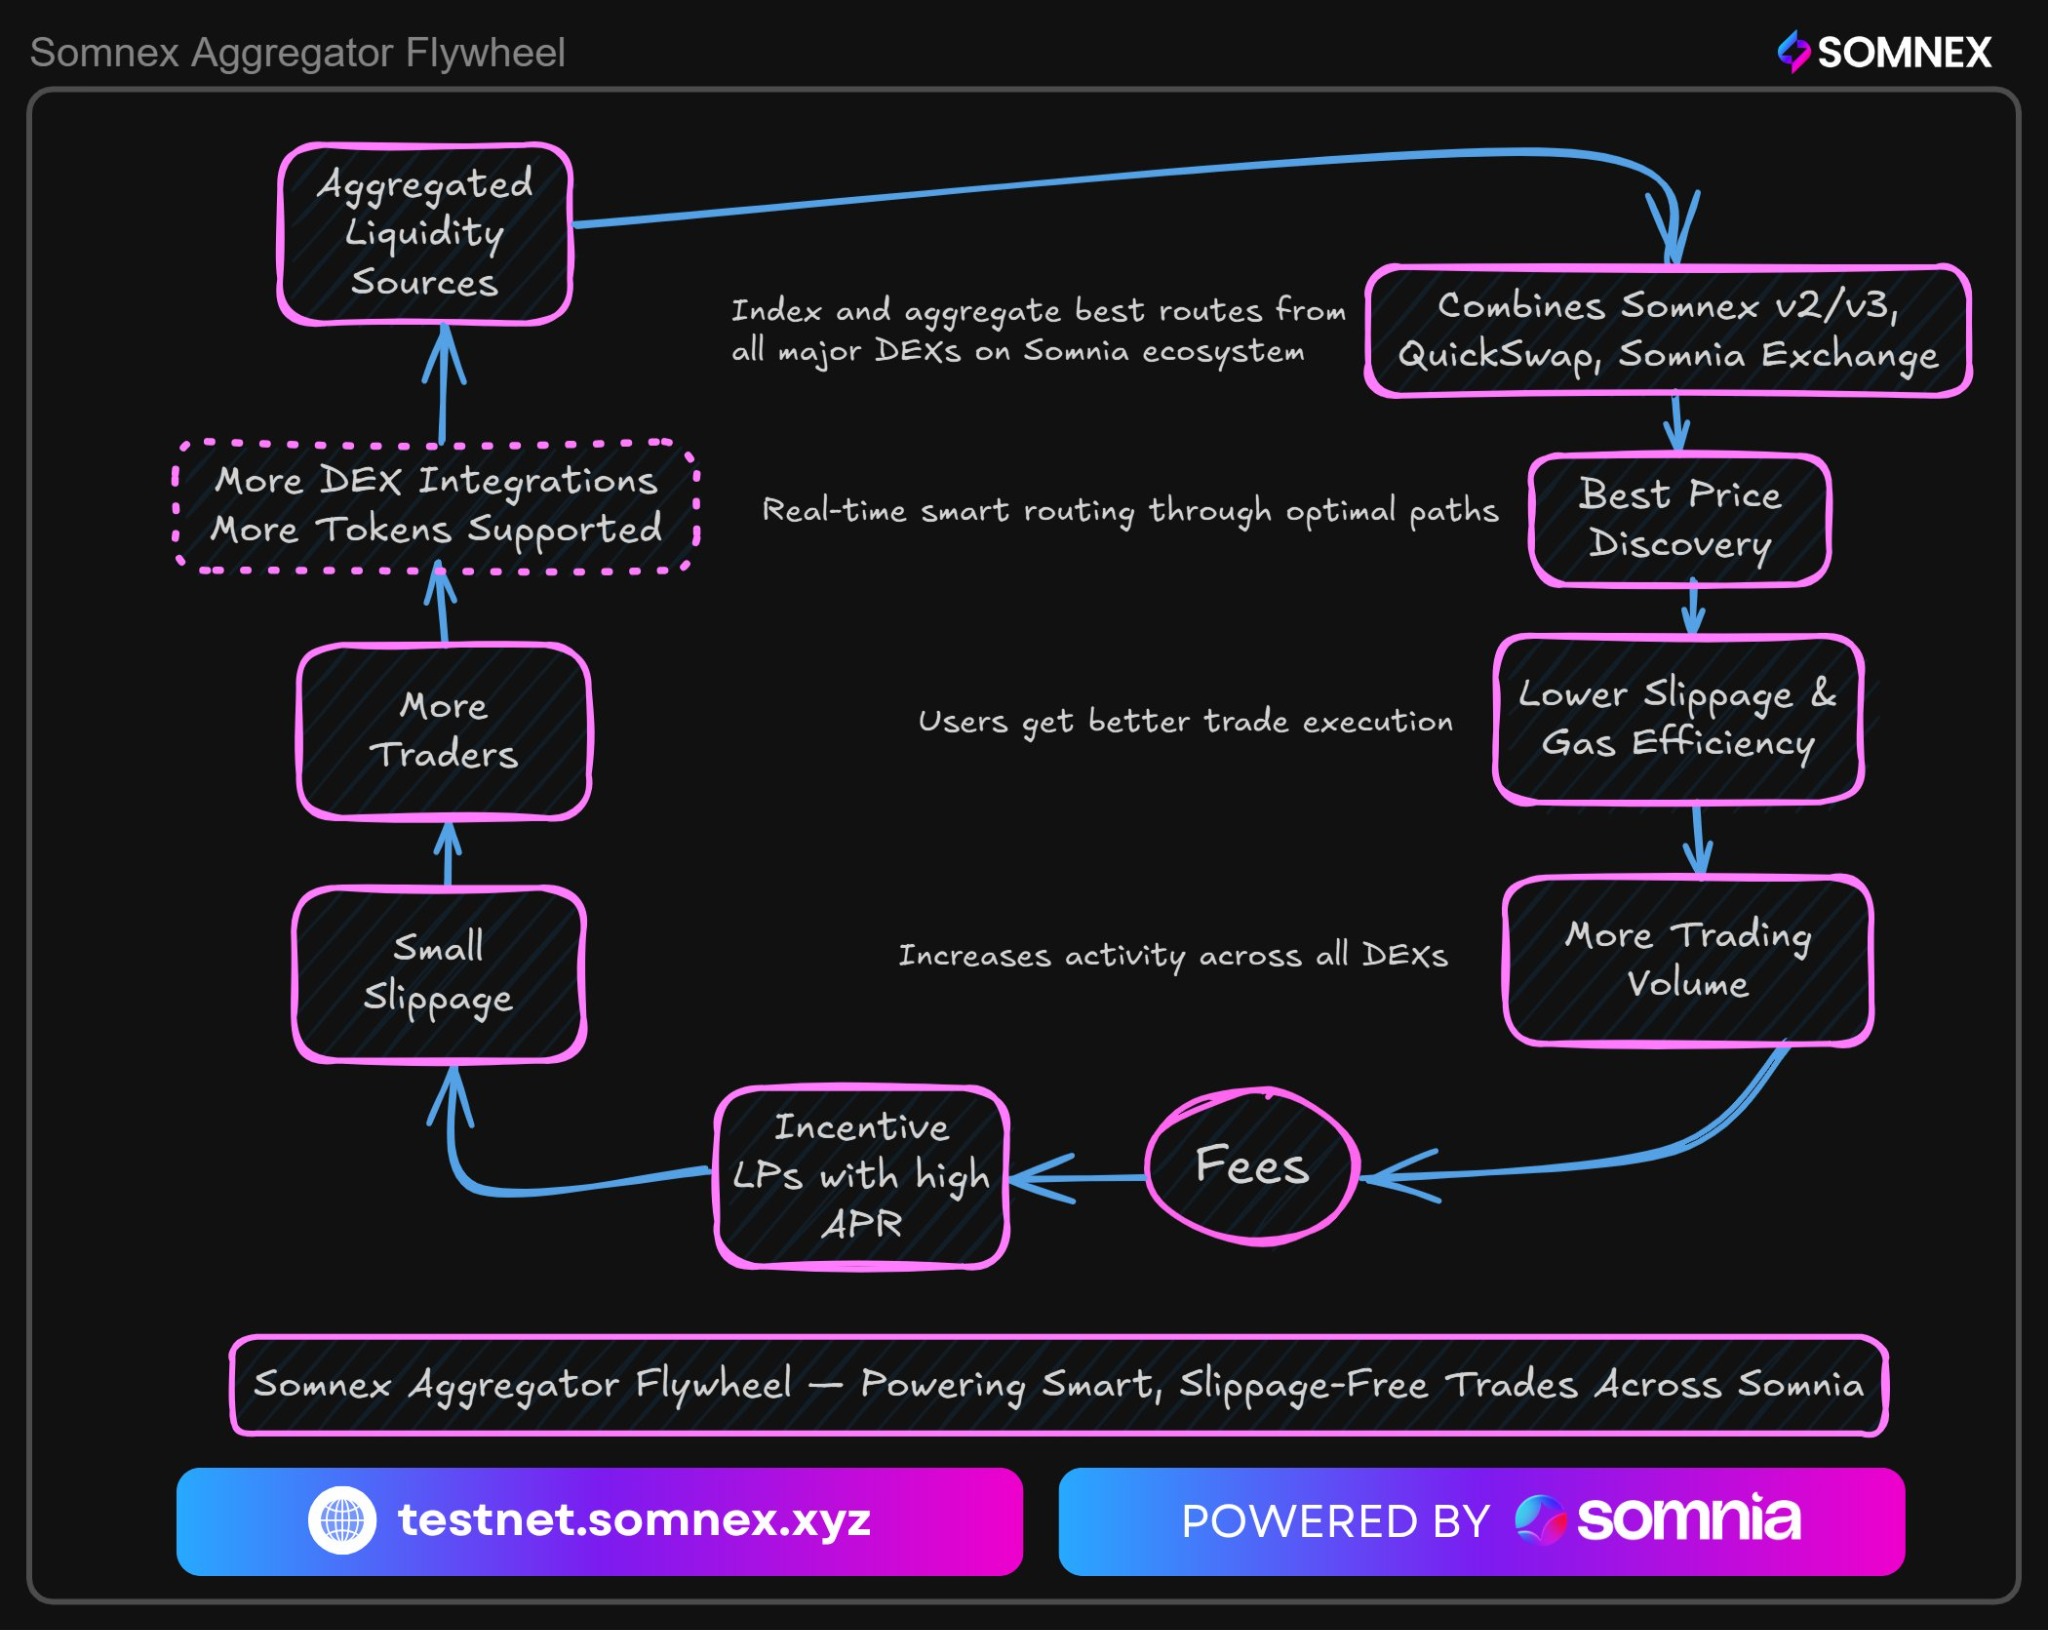 Somnex Aggregator Flywheel
SOMNEX
Aggregated
Liquidity
Sources
Index and aggregate best routes from
all major DEXs on Somnia ecosystem
Combines Somnex v2/v3,
QuickSwap, Somnia Exchange
More DEX Integrations
More Tokens Supported
Real-time smart routing through optimal paths
Best Price
Discovery
More
Traders
Users get better trade execution
Lower Slippage &
Gas Efficiency
Small
Slippage
Increases activity across all DEXs
More Trading
Volume
Incentive
LPs with high
APR
Fees
Somnex Aggregator Flywheel — Powering Smart, Slippage-Free Trades Across Somnia
testnet.somnex.xyz
POWERED BY somnia